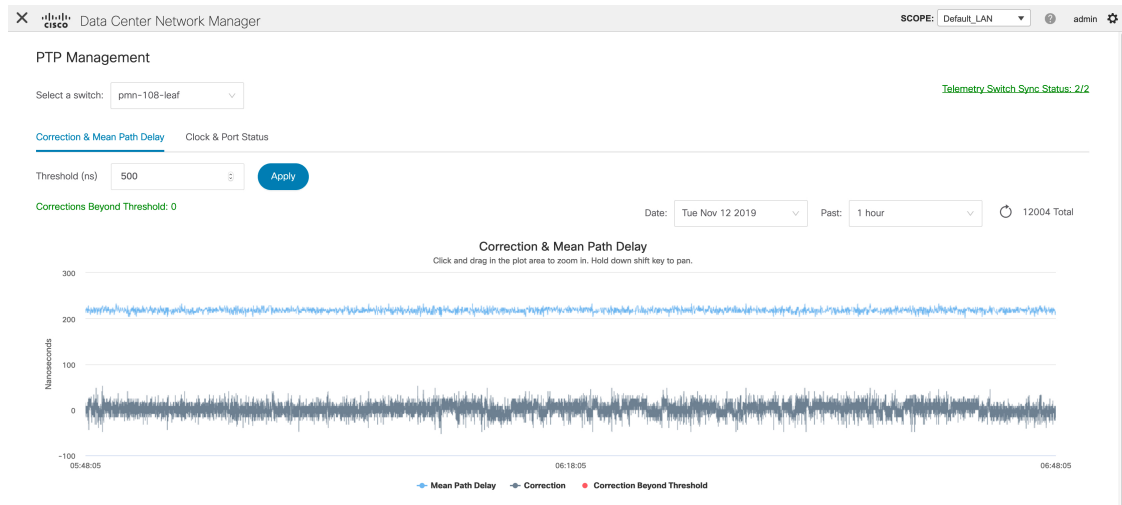 cisco Data Center Network Manager SCOPE: Default_LAN ? admin
PTP Management
Select a switch: pmn-108-leaf Telemetry Switch Sync Status: 2/2
Correction & Mean Path Delay Clock & Port Status
Threshold (ns) 500 Apply
Corrections Beyond Threshold: 0
Date: Tue Nov 12 2019 Past: 1 hour 12004 Total
Correction & Mean Path Delay
Click and drag in the plot area to zoom in. Hold down shift key to pan.
300
200
100
0
-100
Nanoseconds
05:48:05 06:18:05 06:48:05
Mean Path Delay Correction Correction Beyond Threshold